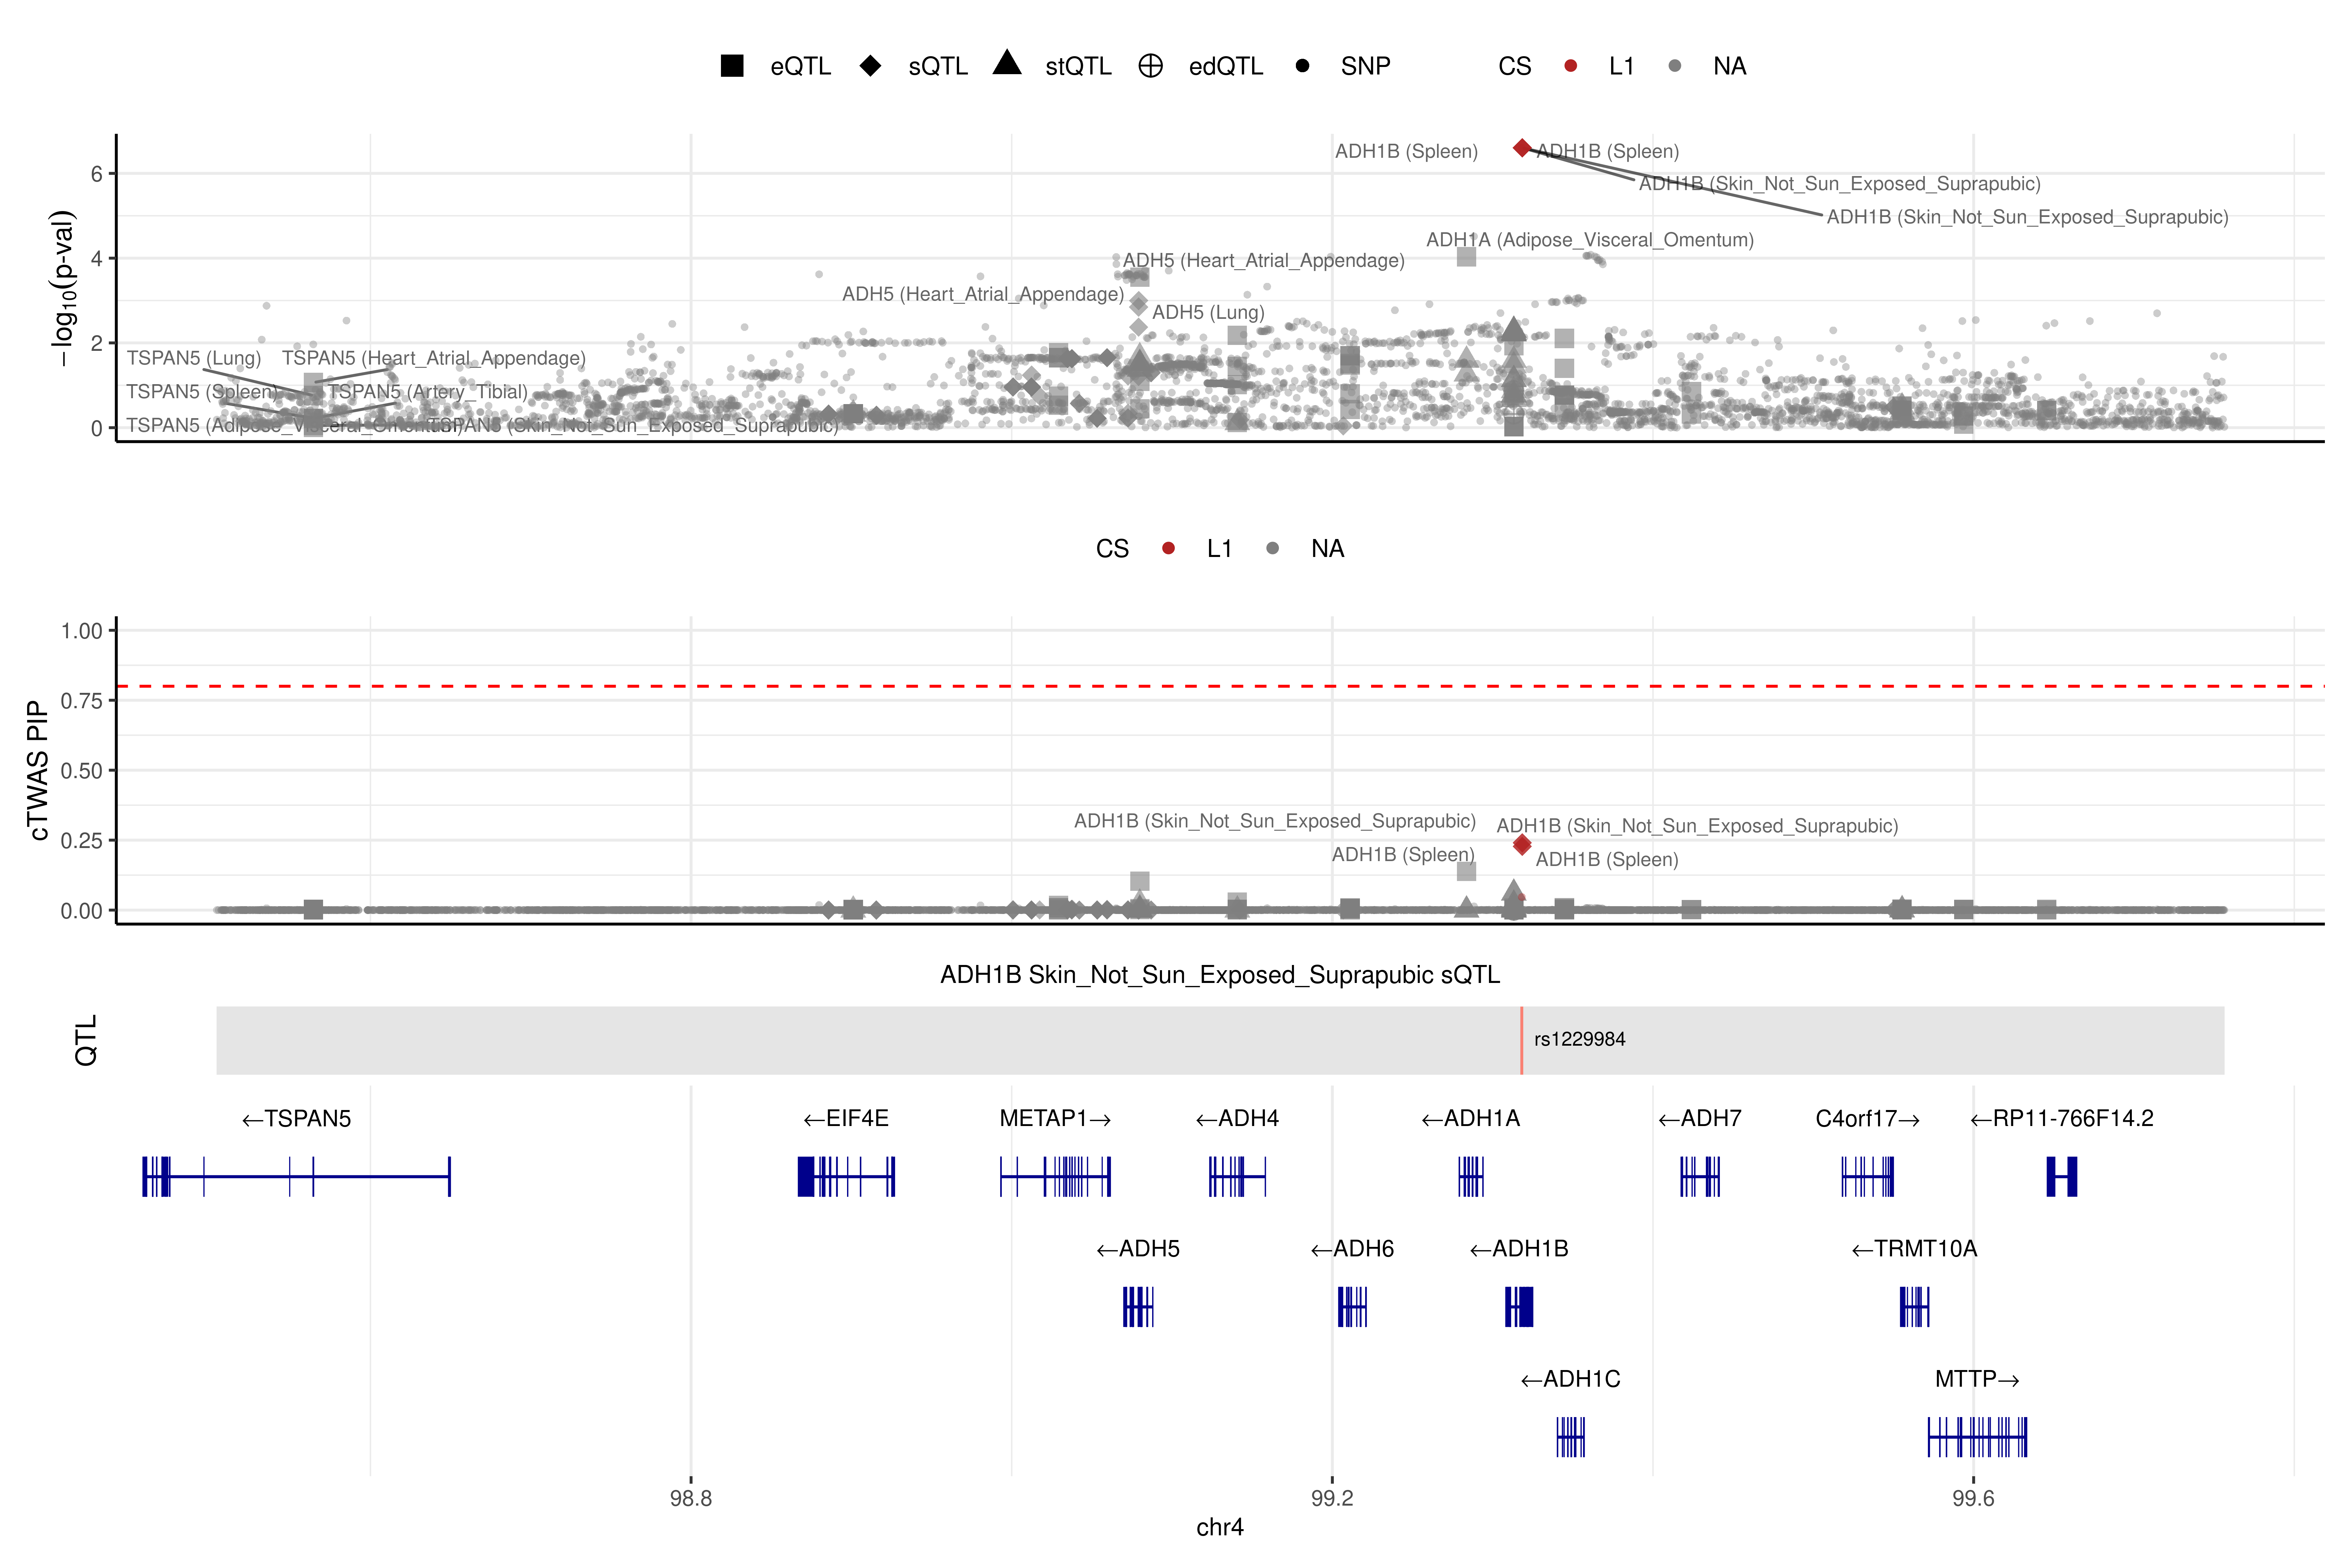 eQTL sQTL stQTL edQTL SNP CS L1 NA
−log10(p-val)
6
4
2
0
ADH1B (Spleen) ADH1B (Spleen)
ADH1B (Skin_Not_Sun_Exposed_Suprapubic)
ADH1B (Skin_Not_Sun_Exposed_Suprapubic)
ADH1A (Adipose_Visceral_Omentum)
ADH5 (Heart_Atrial_Appendage)
ADH5 (Heart_Atrial_Appendage)
ADH5 (Lung)
TSPAN5 (Lung) TSPAN5 (Heart_Atrial_Appendage)
TSPAN5 (Spleen) TSPAN5 (Artery_Tibial)
TSPAN5 (Adipose_Visceral_Omentum) TSPAN5 (Skin_Not_Sun_Exposed_Suprapubic)
CS L1 NA
cTWAS PIP
1.00
0.75
0.50
0.25
0.00
ADH1B (Skin_Not_Sun_Exposed_Suprapubic) ADH1B (Skin_Not_Sun_Exposed_Suprapubic)
ADH1B (Spleen) ADH1B (Spleen)
ADH1B Skin_Not_Sun_Exposed_Suprapubic sQTL
QTL
rs1229984
←TSPAN5 ←EIF4E METAP1→ ←ADH4 ←ADH1A ←ADH7 C4orf17→ ←RP11-766F14.2
←ADH5 ←ADH6 ←ADH1B ←TRMT10A
←ADH1C MTTP→
98.8 99.2 99.6
chr4